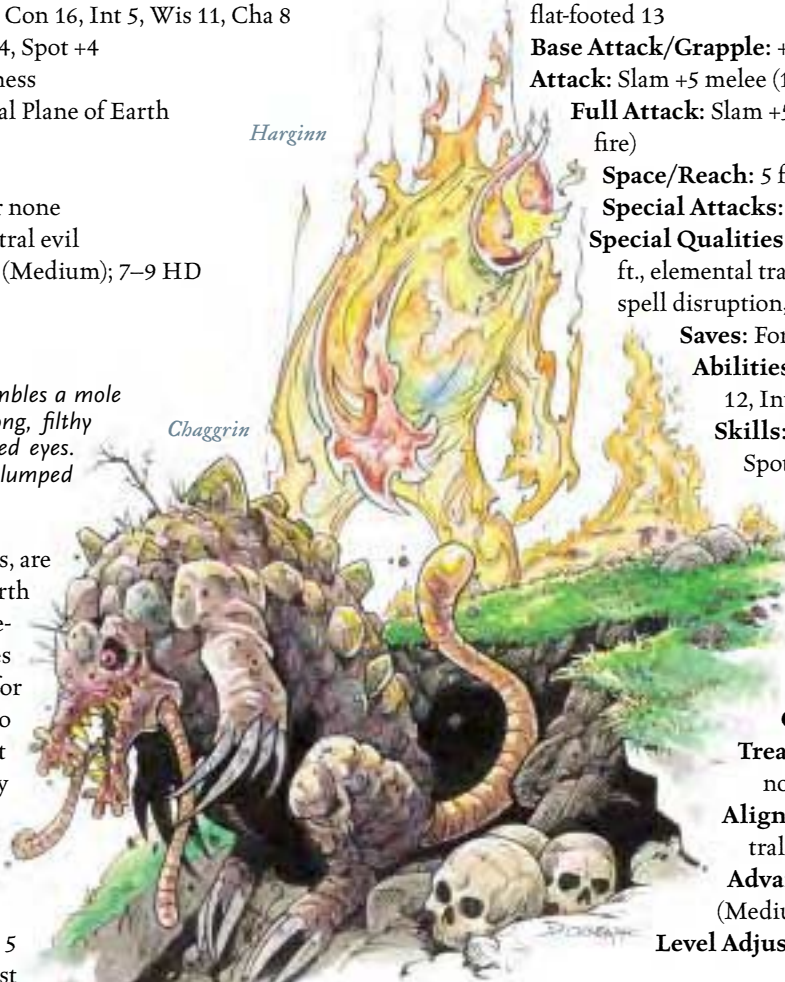 Con 16, Int 5, Wis 11, Cha 8
4, Spot +4
ness
al Plane of Earth
r none
tral evil
(Medium); 7–9 HD
mbles a mole
ong, filthy
ed eyes.
lumped
s, are
rth
e-
es
for
o
t
y
5
st
Harginn
Chaggrin
flat-footed 13
Base Attack/Grapple: +
Attack: Slam +5 melee (1
Full Attack: Slam +5
fire)
Space/Reach: 5 f
Special Attacks:
Special Qualities
ft., elemental tra
spell disruption,
Saves: For
Abilities
12, In
Skills:
Spot
Trea
no
Align
tral
Adva
(Mediu
Level Adjus